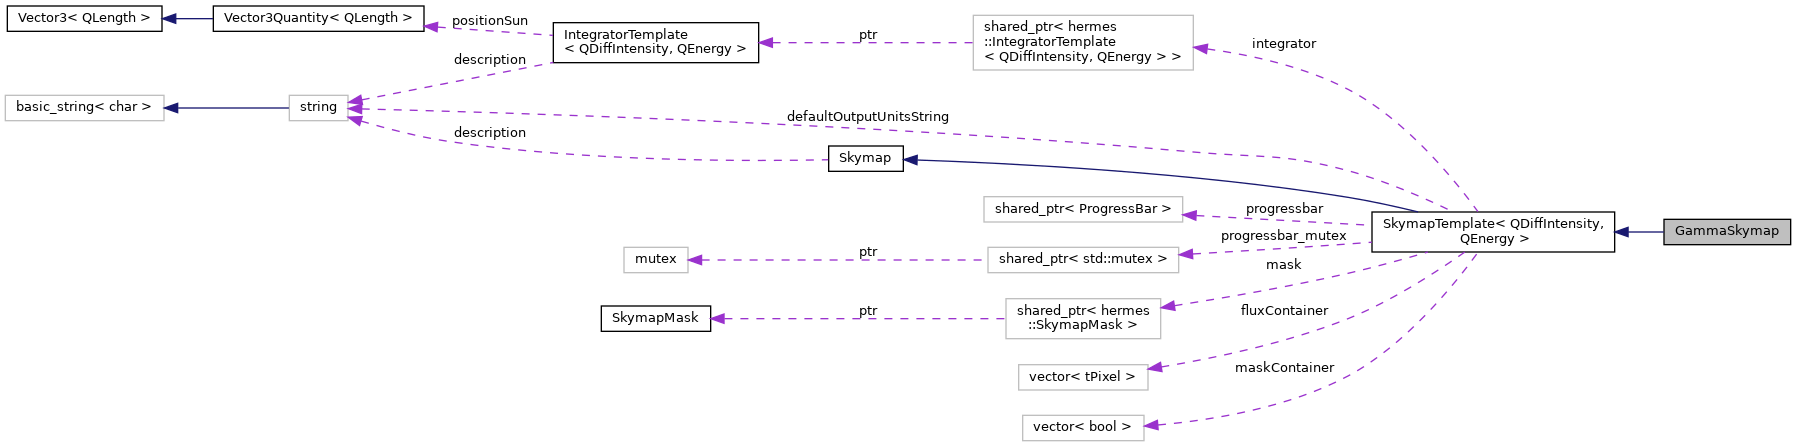 Vector3< QLength >
Vector3Quantity< QLength >
positionSun
IntegratorTemplate
< QDiffIntensity, QEnergy >
ptr
shared_ptr< hermes
::IntegratorTemplate
< QDiffIntensity, QEnergy > >
integrator
description
basic_string< char >
string
defaultOutputUnitsString
description
Skymap
shared_ptr< ProgressBar >
progressbar
SkymapTemplate< QDiffIntensity,
QEnergy >
GammaSkymap
progressbar_mutex
mutex
ptr
shared_ptr< std::mutex >
mask
SkymapMask
ptr
shared_ptr< hermes
::SkymapMask >
fluxContainer
vector< tPixel >
maskContainer
vector< bool >